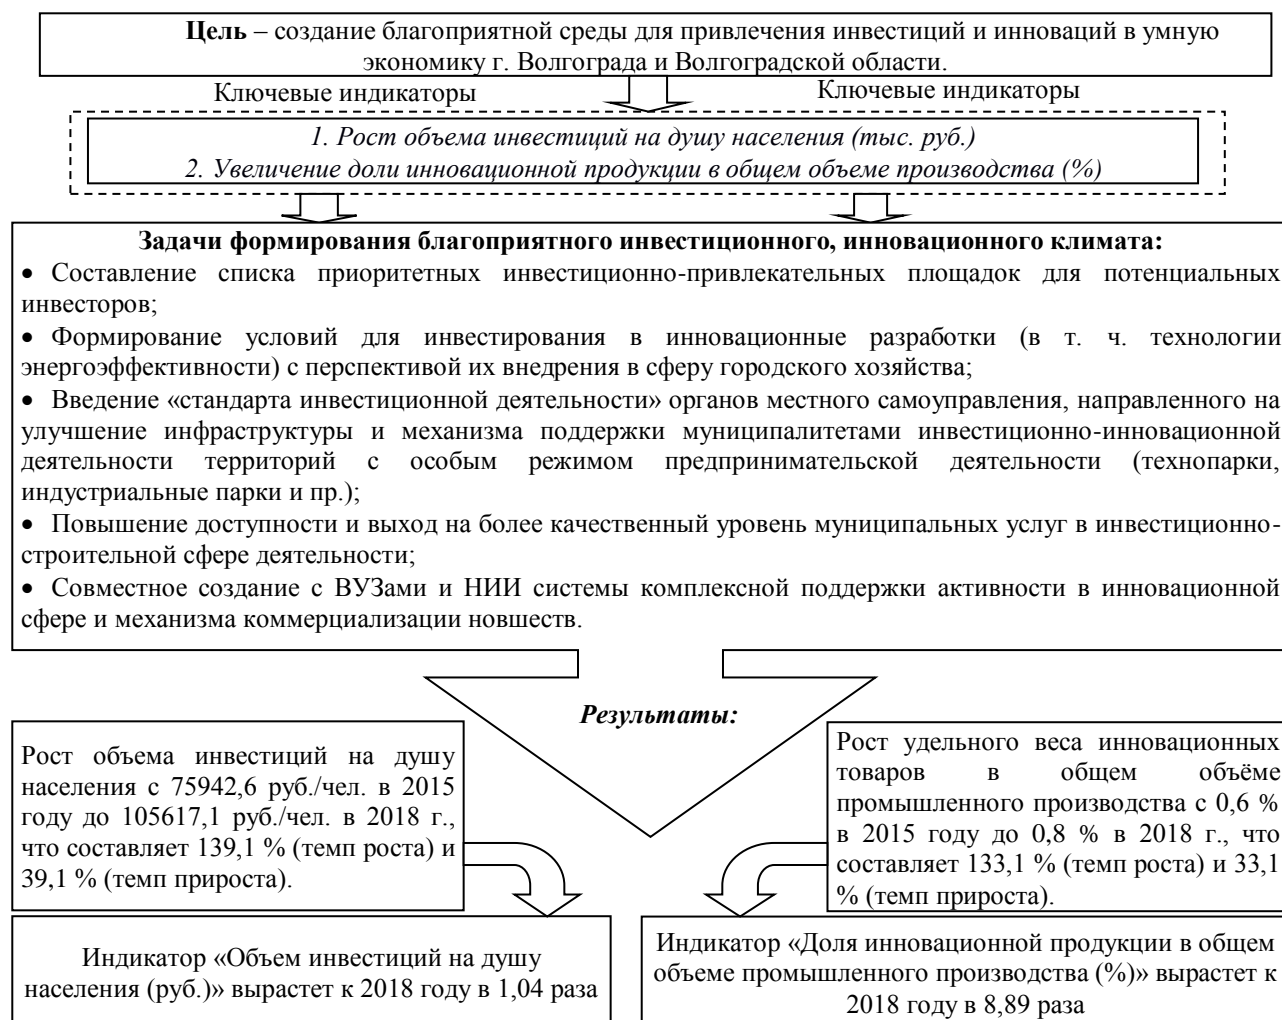 Цель – создание благоприятной среды для привлечения инвестиций и инноваций в умную
экономику г. Волгограда и Волгоградской области.
Ключевые индикаторы
Ключевые индикаторы
1. Рост объема инвестиций на душу населения (тыс. руб.)
2. Увеличение доли инновационной продукции в общем объеме производства (%)
Задачи формирования благоприятного инвестиционного, инновационного климата:
• Составление списка приоритетных инвестиционно-привлекательных площадок для потенциальных
инвесторов;
• Формирование условий для инвестирования в инновационные разработки (в т. ч. технологии
энергоэффективности) с перспективой их внедрения в сферу городского хозяйства;
• Введение «стандарта инвестиционной деятельности» органов местного самоуправления, направленного на
улучшение инфраструктуры и механизма поддержки муниципалитетами инвестиционно-инновационной
деятельности территорий с особым режимом предпринимательской деятельности (технопарки,
индустриальные парки и пр.);
• Повышение доступности и выход на более качественный уровень муниципальных услуг в инвестиционно-
строительной сфере деятельности;
• Совместное создание с ВУЗами и НИИ системы комплексной поддержки активности в инновационной
сфере и механизма коммерциализации новшеств.
Результаты:
Рост объема инвестиций на душу
населения с 75942,6 руб./чел. в 2015
году до 105617,1 руб./чел. в 2018 г.,
что составляет 139,1 % (темп роста) и
39,1 % (темп прироста).
Рост удельного веса инновационных
товаров в общем объёме
промышленного производства с 0,6 %
в 2015 году до 0,8 % в 2018 г., что
составляет 133,1 % (темп роста) и 33,1
% (темп прироста).
Индикатор «Объем инвестиций на душу
населения (руб.)» вырастет к 2018 году в 1,04 раза
Индикатор «Доля инновационной продукции в общем
объеме промышленного производства (%)» вырастет к
2018 году в 8,89 раза